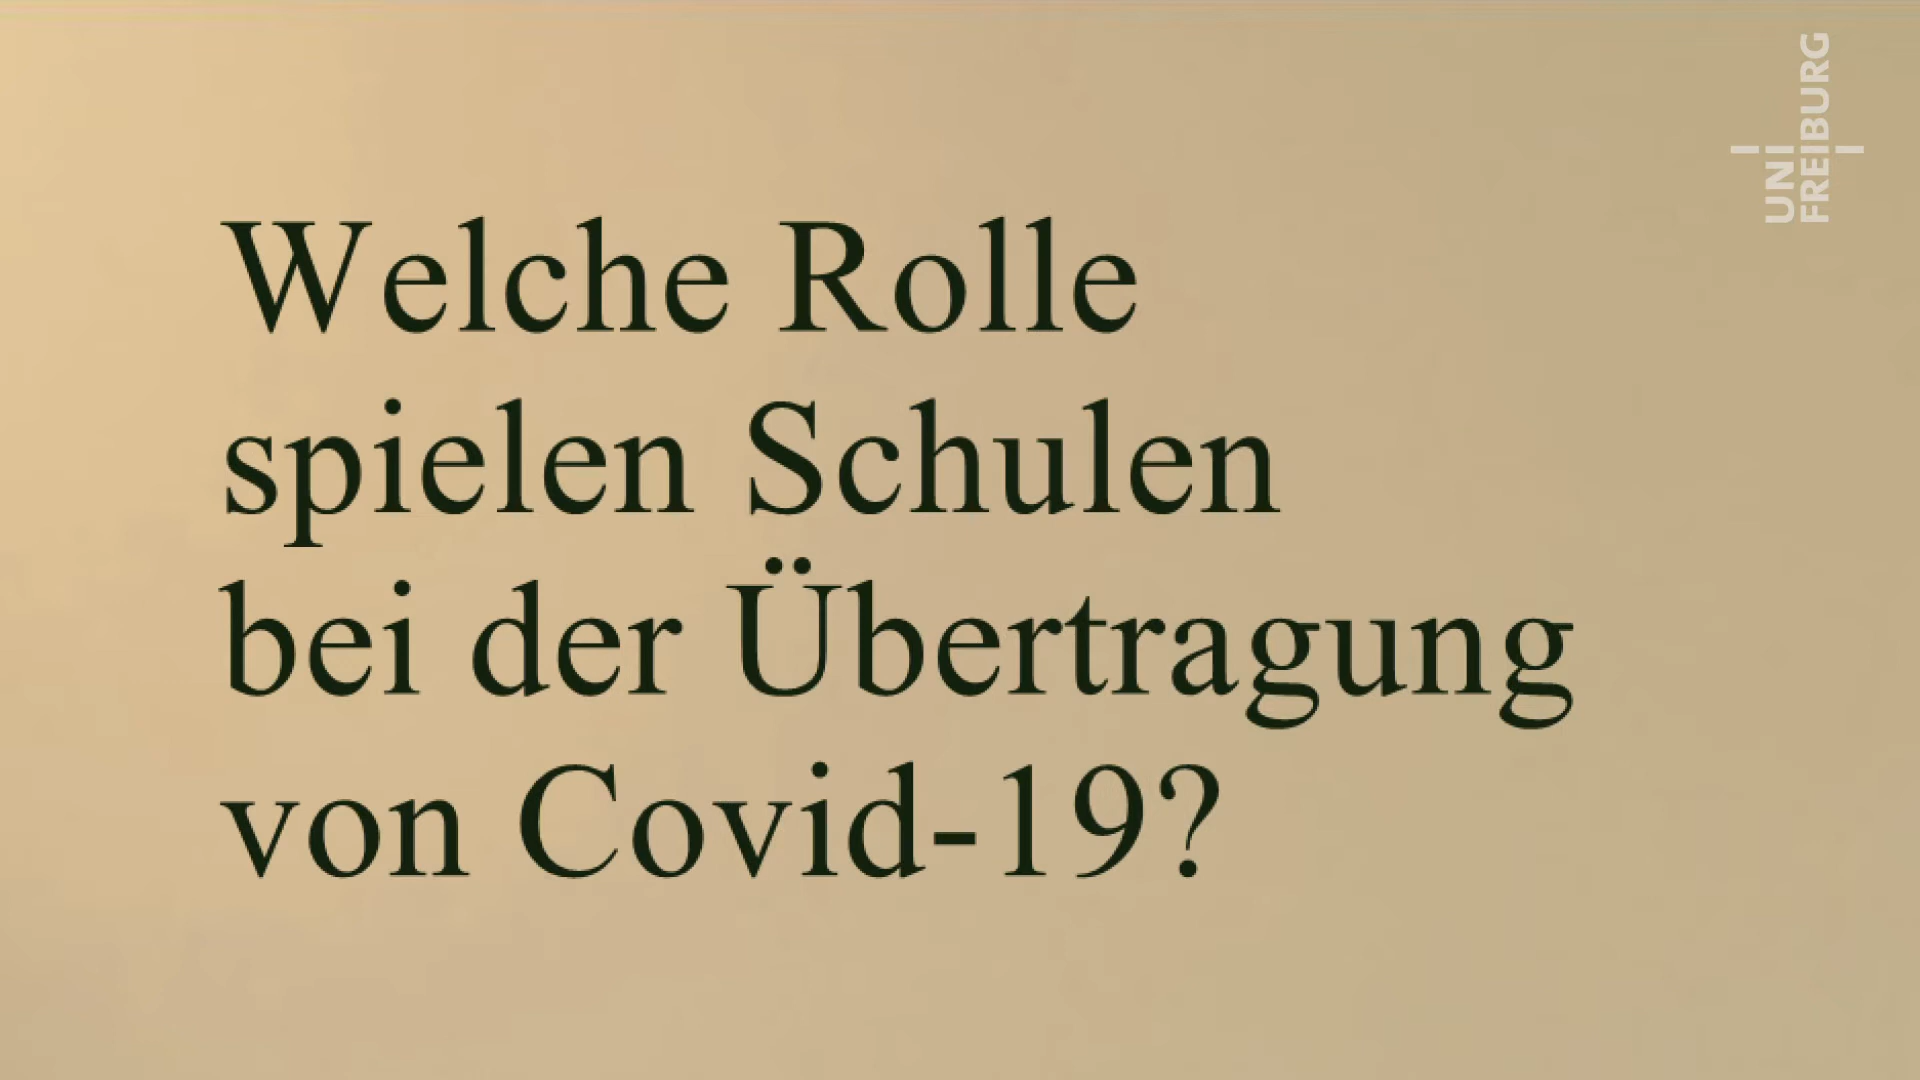 Welche Rolle
spielen Schulen
bei der Übertragung
von Covid-19?
UNI
FREIBURG